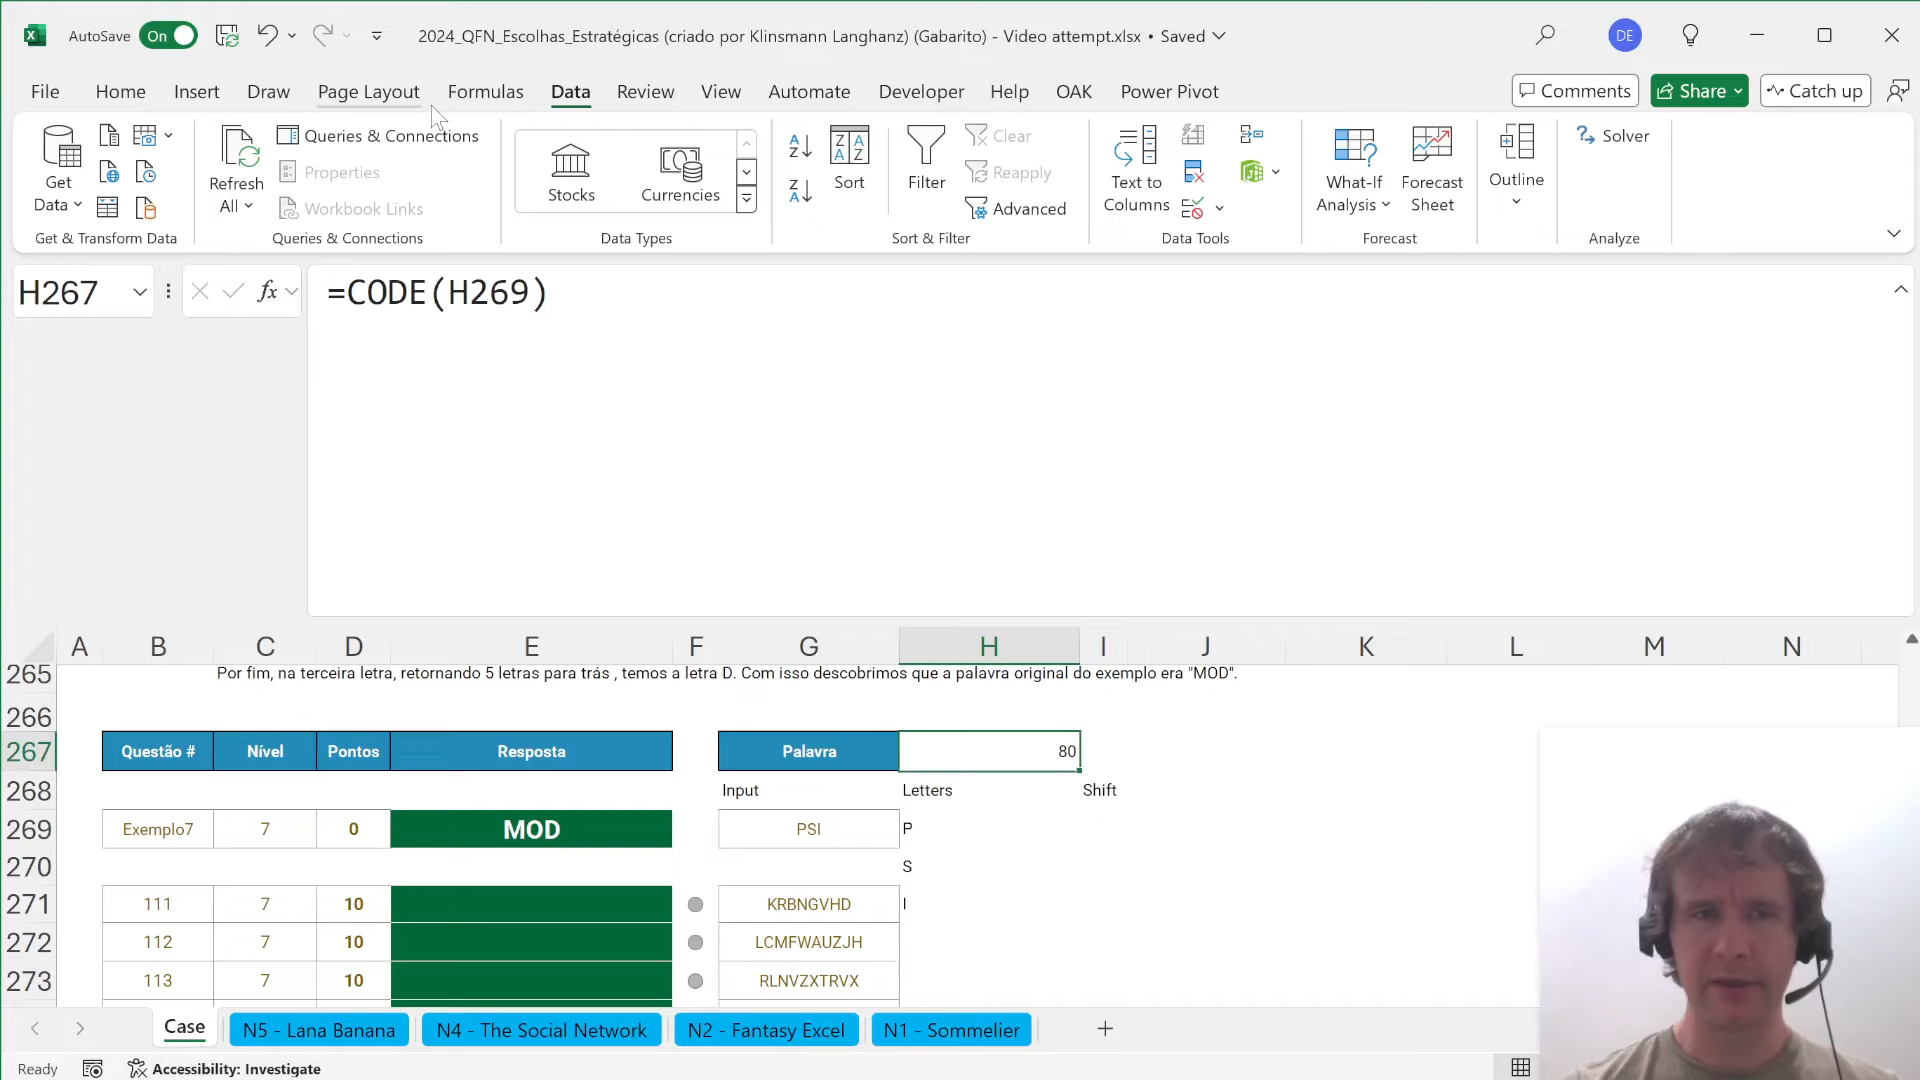 AutoSave On 2024_QFN_Escolhas_Estratégicas (criado por Klinsmann Langhanz) (Gabarito) - Video attempt.xlsx • Saved DE
File Home Insert Draw Page Layout Formulas Data Review View Automate Developer Help OAK Power Pivot Comments Share Catch up
Get Data
Refresh All
Queries & Connections
Properties
Workbook Links
Stocks
Currencies
Sort
Filter
Clear
Reapply
Advanced
Text to Columns
What-If Analysis
Forecast Sheet
Outline
Solver
Get & Transform Data Queries & Connections Data Types Sort & Filter Data Tools Forecast Analyze
H267 fx =CODE(H269)
A B C D E F G H I J K L M N
265 Por fim, na terceira letra, retornando 5 letras para trás , temos a letra D. Com isso descobrimos que a palavra original do exemplo era "MOD".
266
267 Questão # Nível Pontos Resposta Palavra 80
268 Input Letters Shift
269 Exemplo7 7 0 MOD PSI P
270 S
271 111 7 10 KRBNGVHD I
272 112 7 10 LCMFWAUZJH
273 113 7 10 RLNVZXTRVX
Case N5 - Lana Banana N4 - The Social Network N2 - Fantasy Excel N1 - Sommelier
Ready Accessibility: Investigate